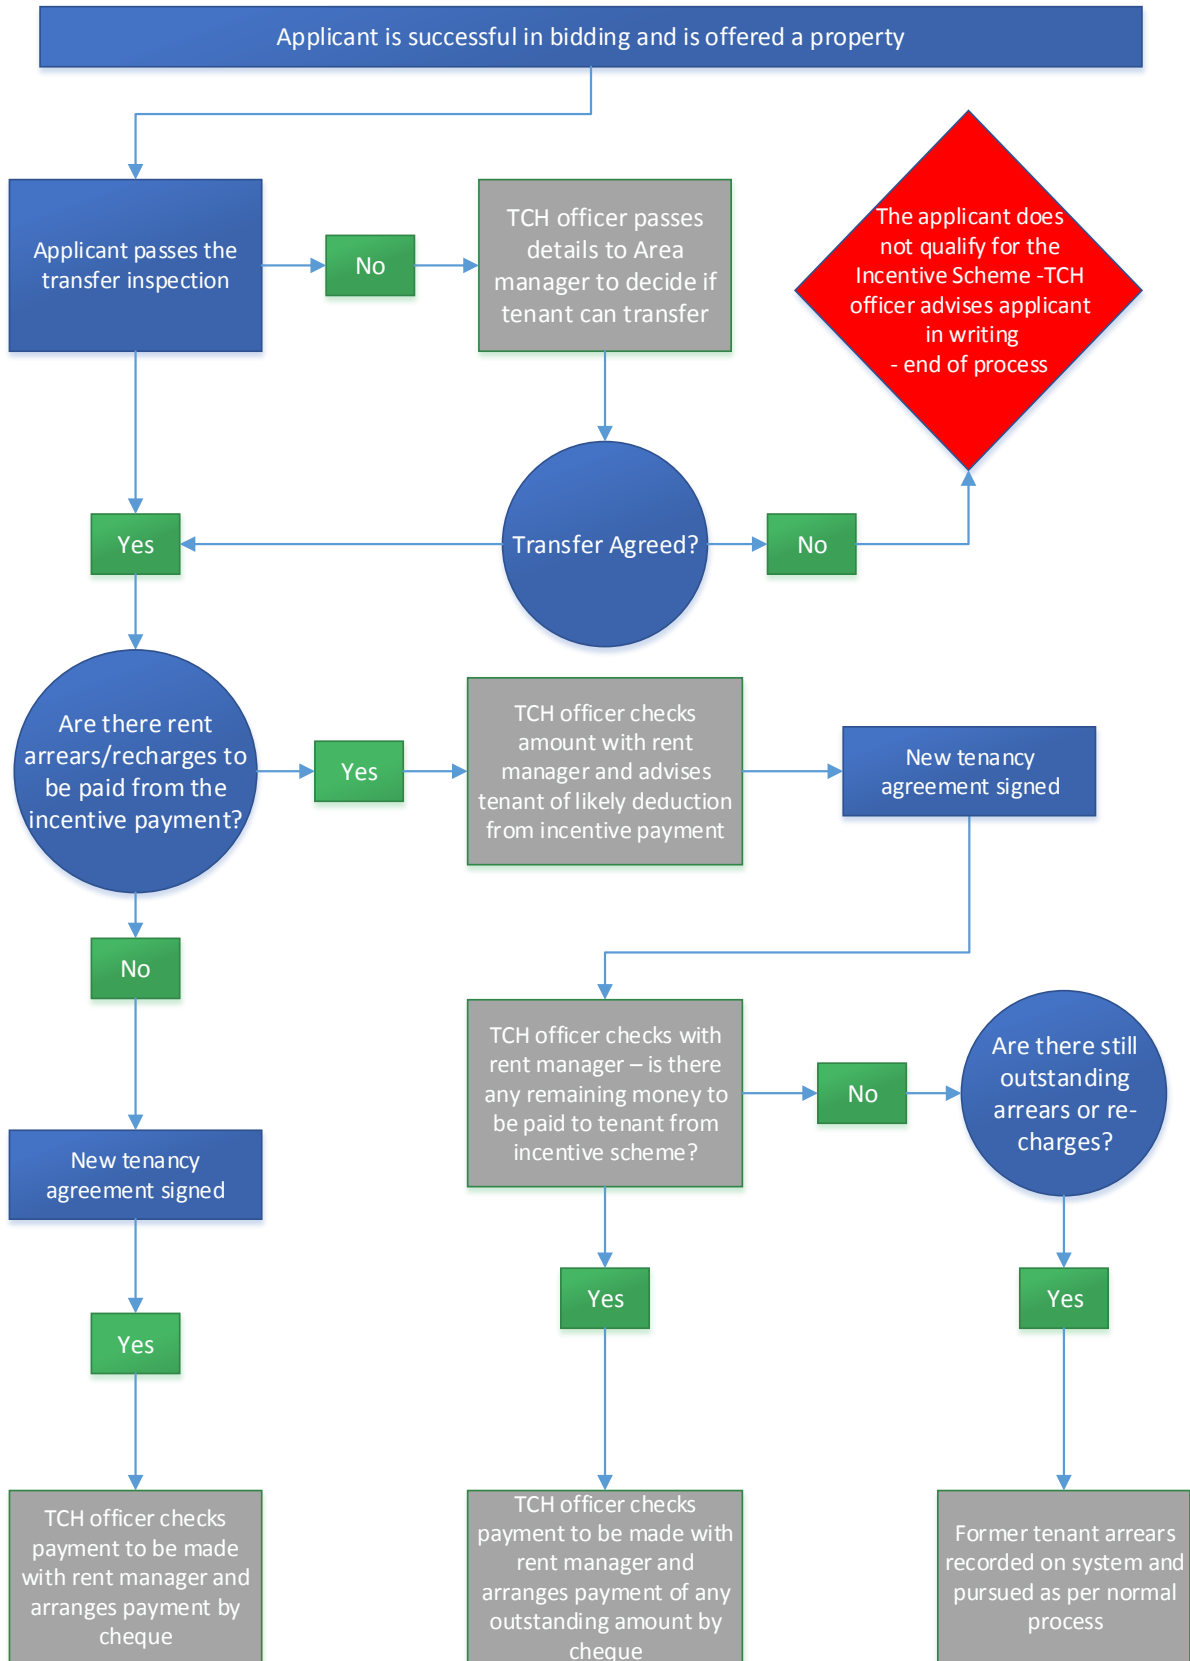 Applicant is successful in bidding and is offered a property
Applicant passes the
transfer inspection
No
TCH officer passes
details to Area
manager to decide if
tenant can transfer
The applicant does
not qualify for the
Incentive Scheme -TCH
officer advises applicant
in writing
- end of process
Yes
Transfer Agreed?
No
Are there rent
arrears/recharges to
be paid from the
incentive payment?
Yes
TCH officer checks
amount with rent
manager and advises
tenant of likely deduction
from incentive payment
New tenancy
agreement signed
No
TCH officer checks with
rent manager – is there
any remaining money to
be paid to tenant from
incentive scheme?
No
Are there still
outstanding
arrears or re-
charges?
New tenancy
agreement signed
Yes
Yes
Yes
TCH officer checks
payment to be made
with rent manager and
arranges payment by
cheque
TCH officer checks
payment to be made with
rent manager and
arranges payment of any
outstanding amount by
cheque
Former tenant arrears
recorded on system and
pursued as per normal
process